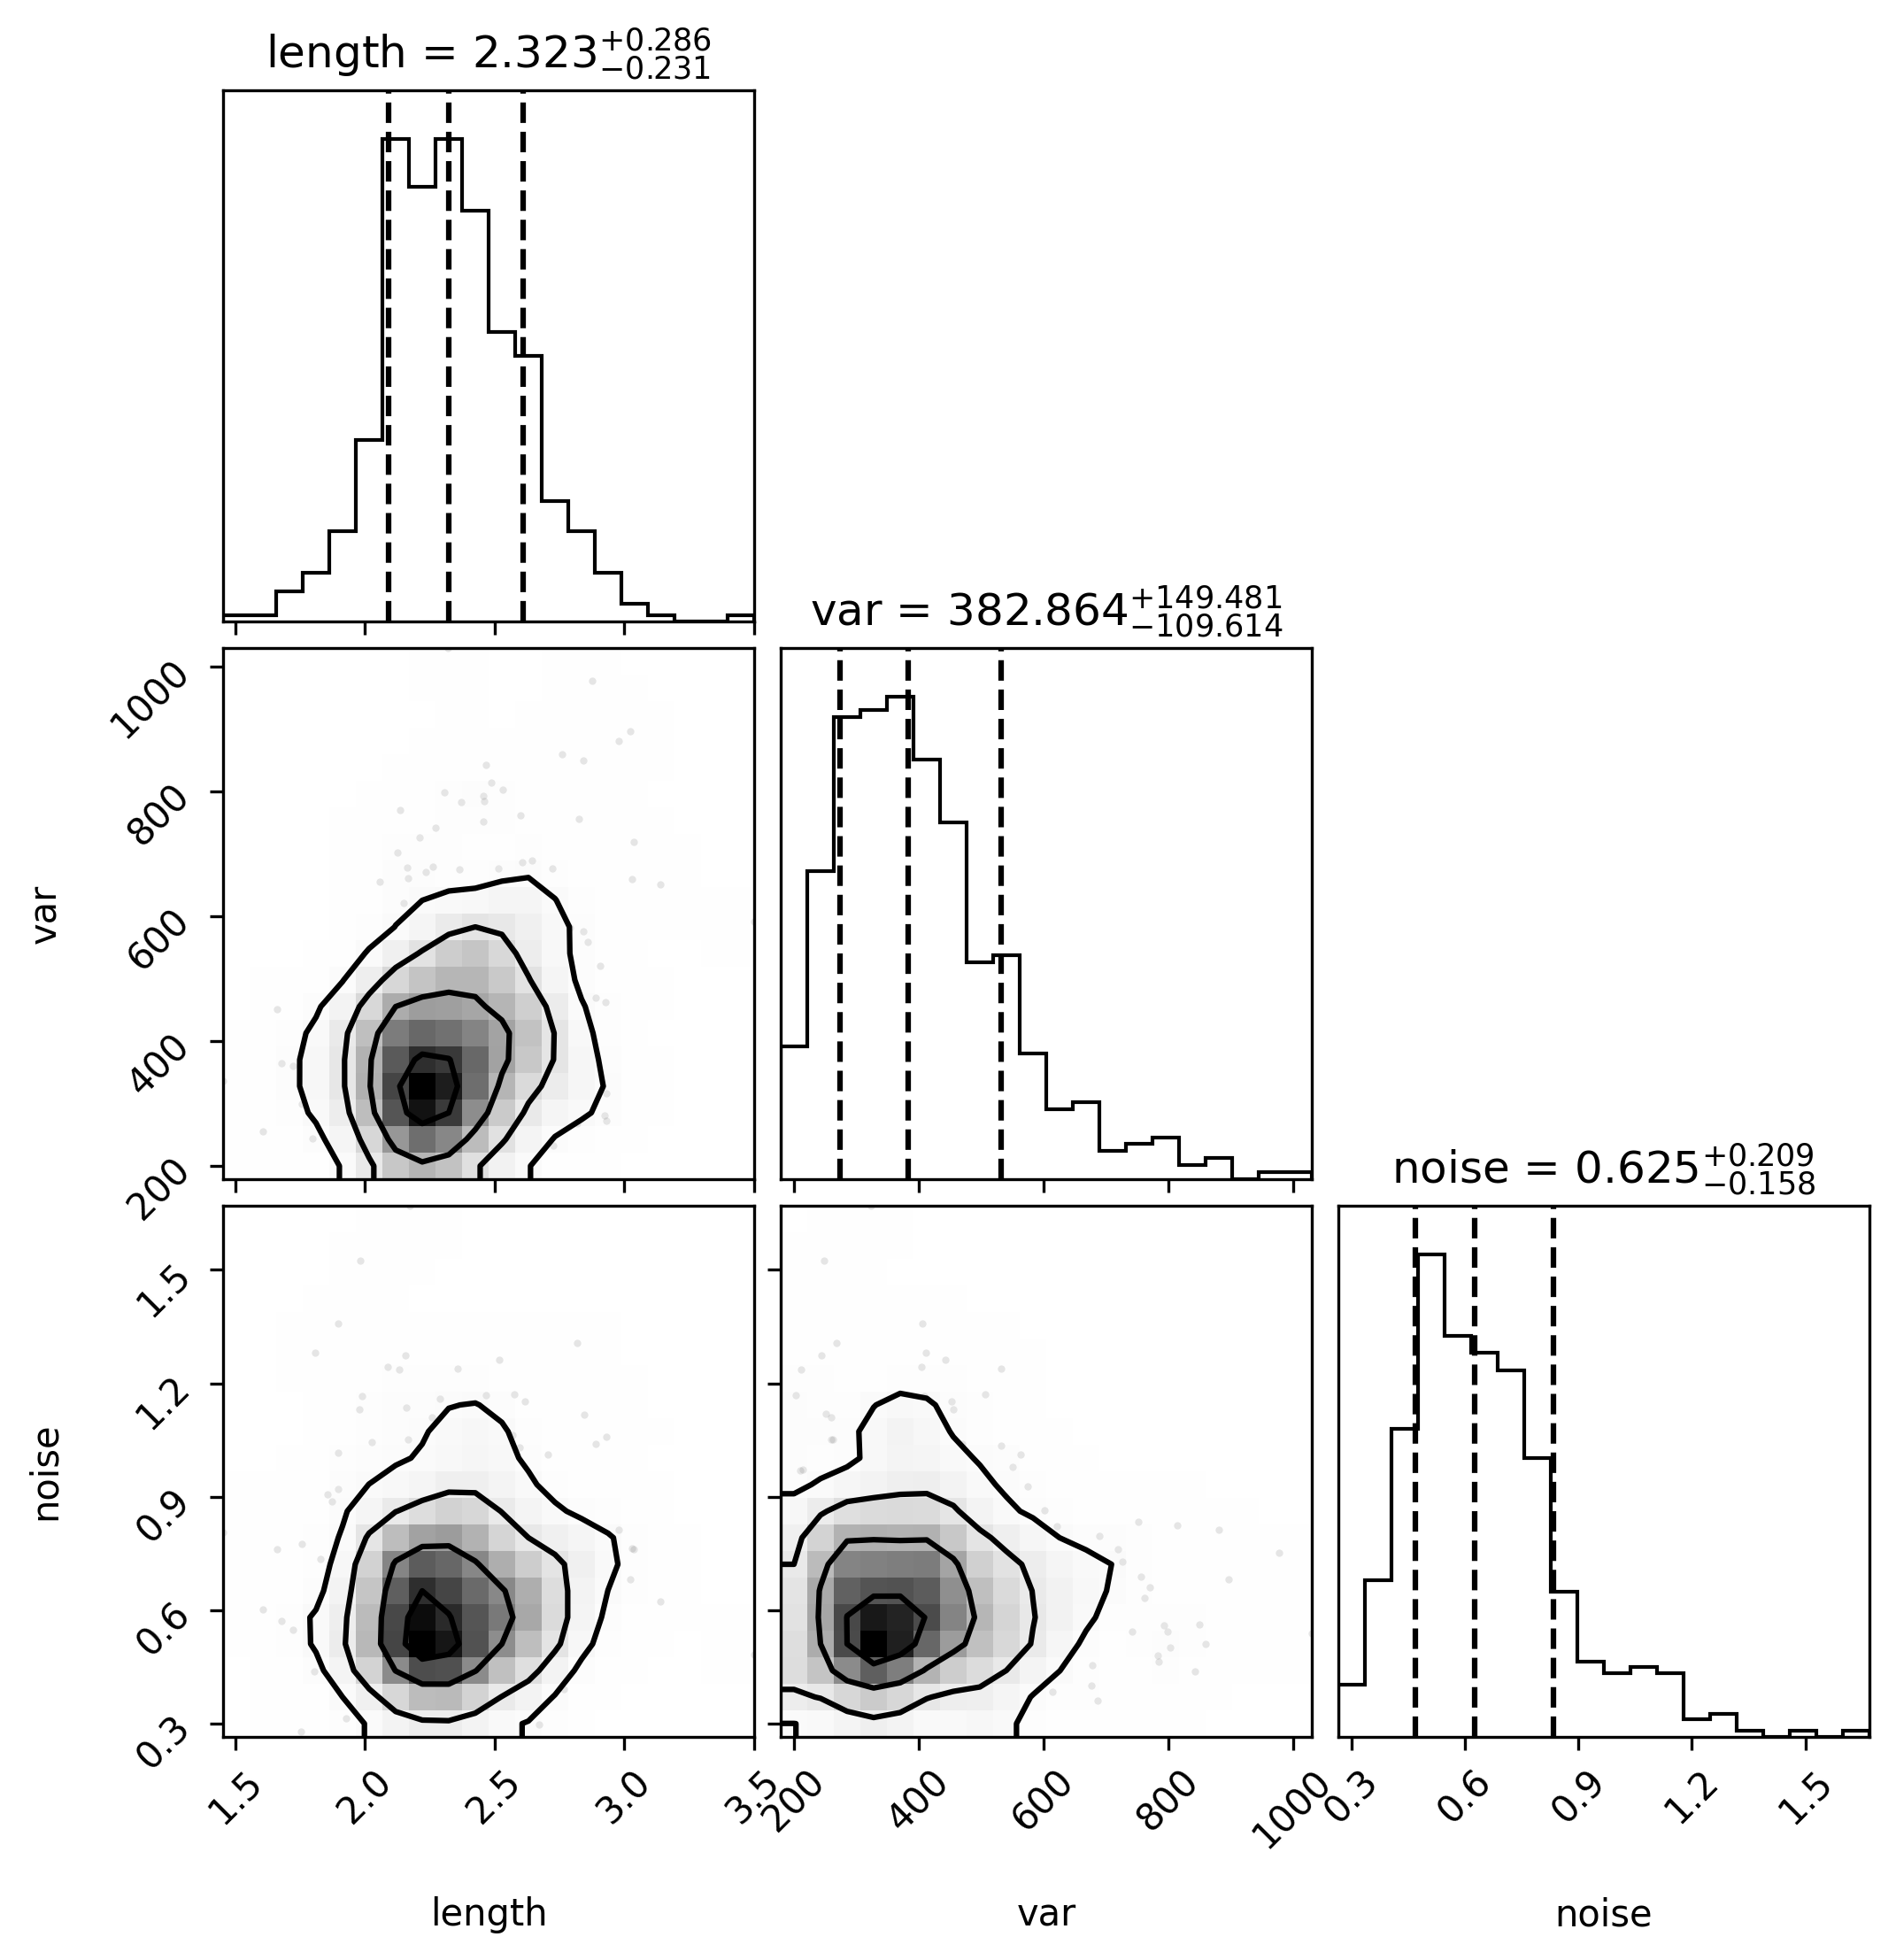 length = 2.323 +0.286 −0.231
var = 382.864 +149.481 −109.614
1000
800
600
400
200
var
noise = 0.625 +0.209 −0.158
1.5
1.2
0.9
0.6
0.3
noise
1.5 2.0 2.5 3.0 3.5
200 400 600 800 1000
0.3 0.6 0.9 1.2 1.5
length var noise